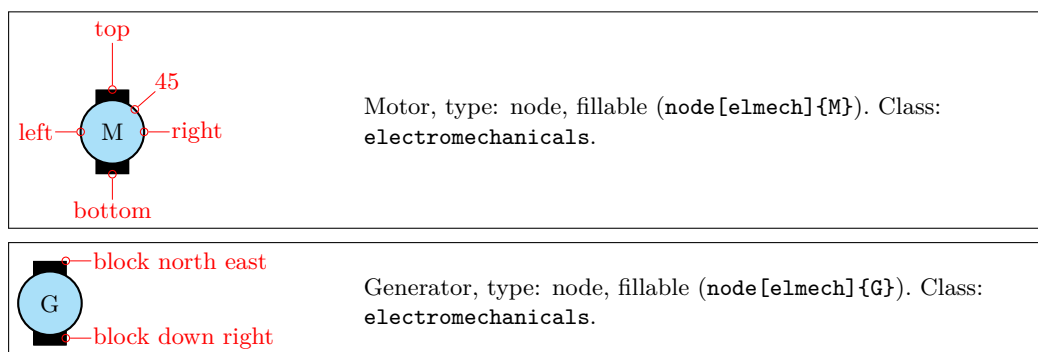 top
45
left
M
right
bottom
Motor, type: node, fillable (node[elmech]{M}). Class:
electromechanicals.
block north east
G
block down right
Generator, type: node, fillable (node[elmech]{G}). Class:
electromechanicals.